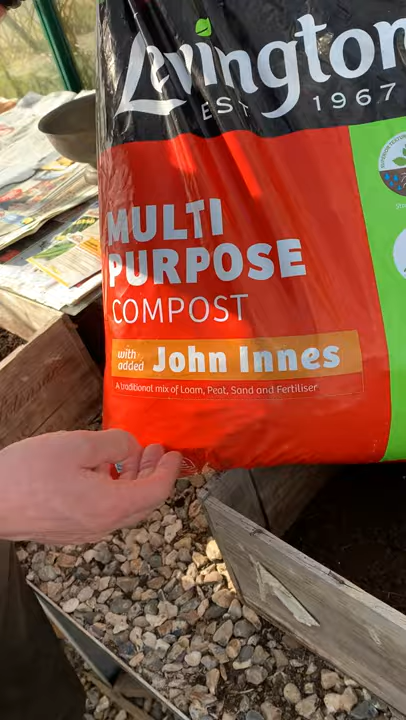 Levington
EST 1967
MULTI
PURPOSE
COMPOST
with added John Innes
A traditional mix of Loam, Peat, Sand and Fertiliser